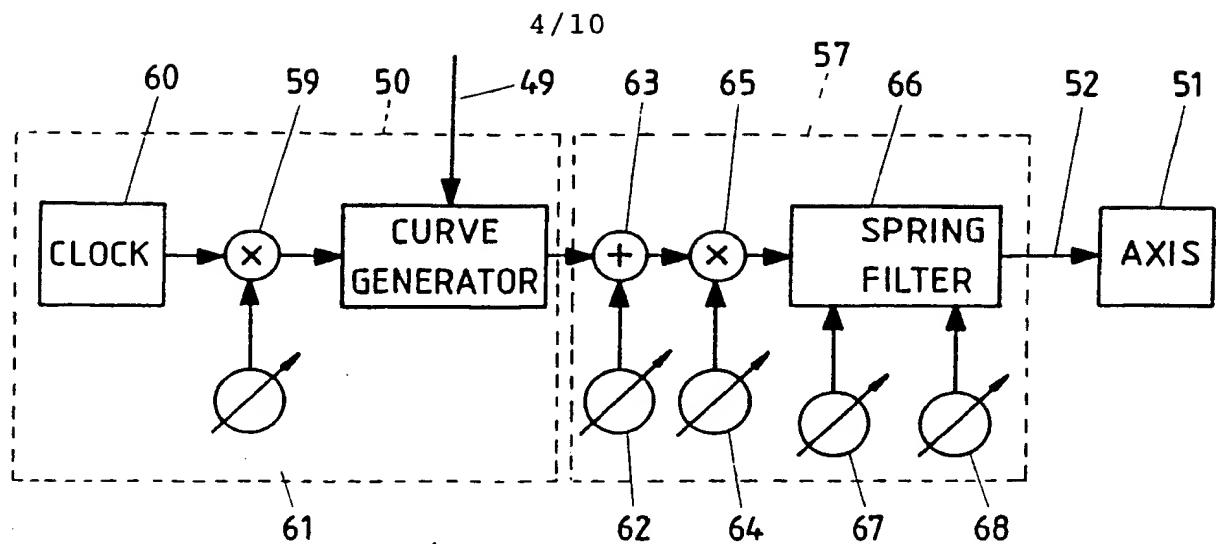 4/10
60 59 50 49 63 65 57 66 52 51
CLOCK
×
CURVE
GENERATOR
+
×
SPRING
FILTER
AXIS
61 62 64 67 68